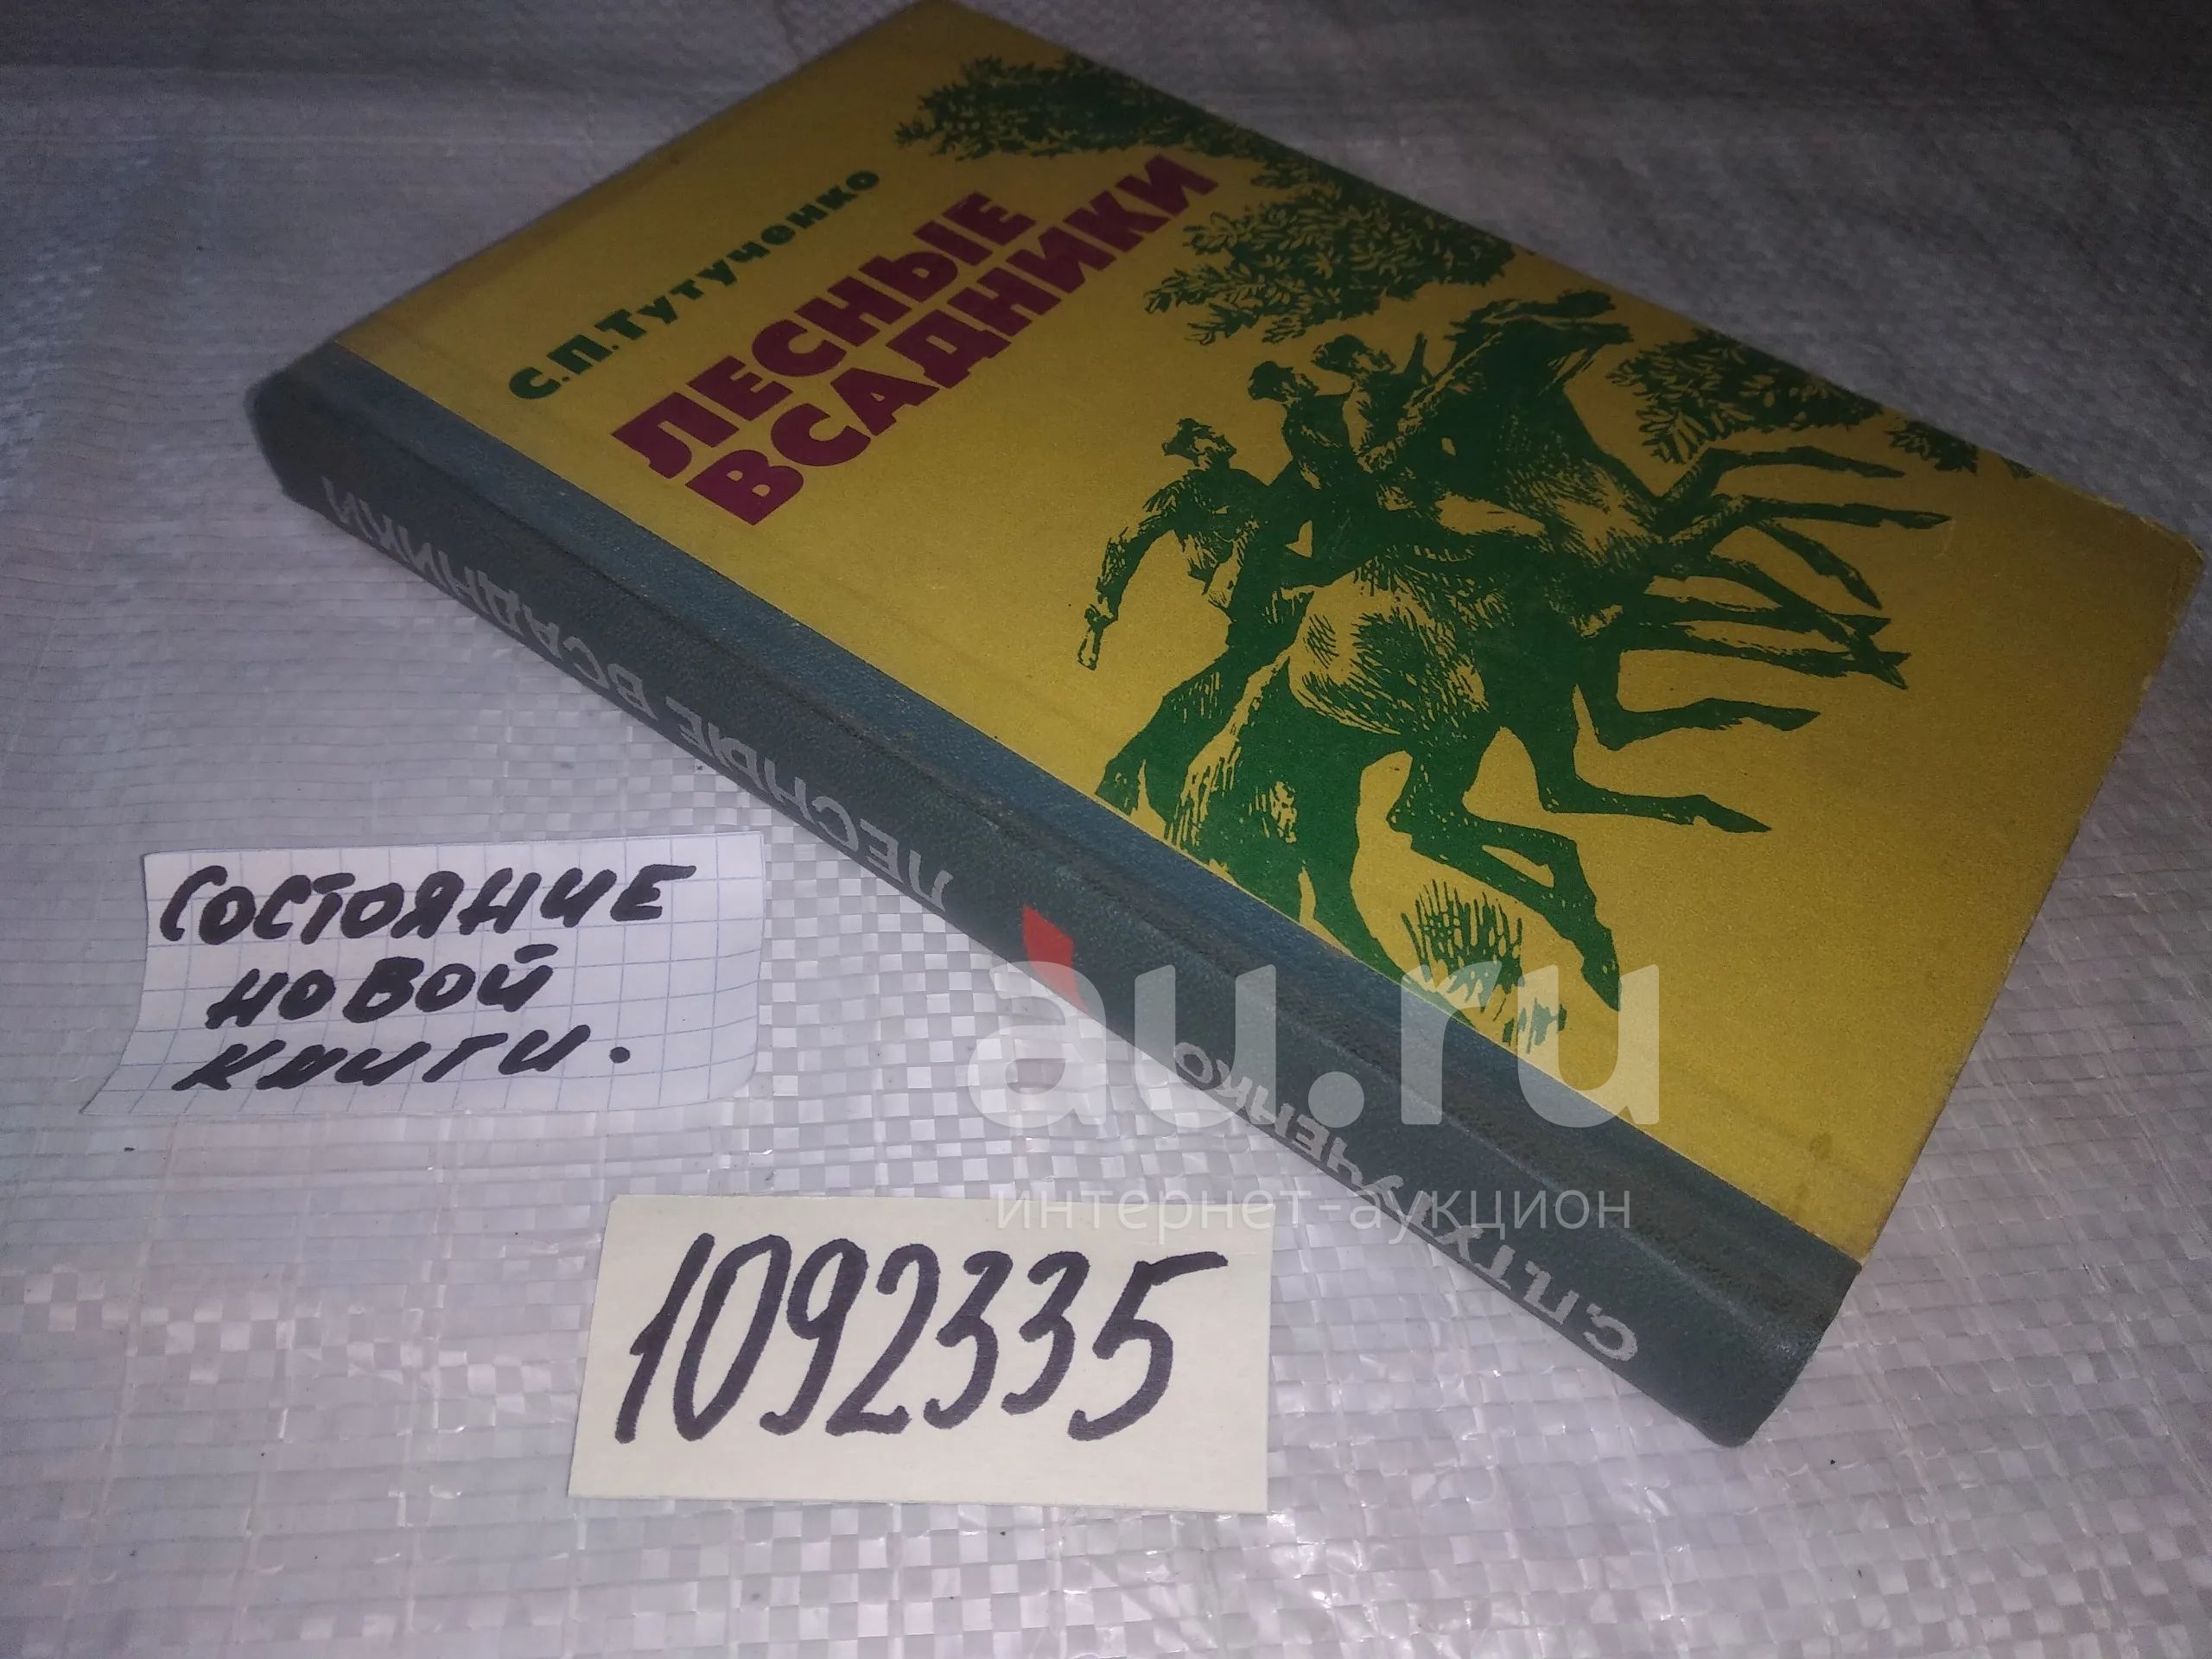 С.П.Тутученко
ЛЕСНЫЕ
ВСАДНИКИ
С.П.ТУТУЧЕНКО ЛЕСНЫЕ ВСАДНИКИ
СОСТОЯНИЕ
НОВОЙ
КНИГИ.
au.ru
интернет-аукцион
1092335